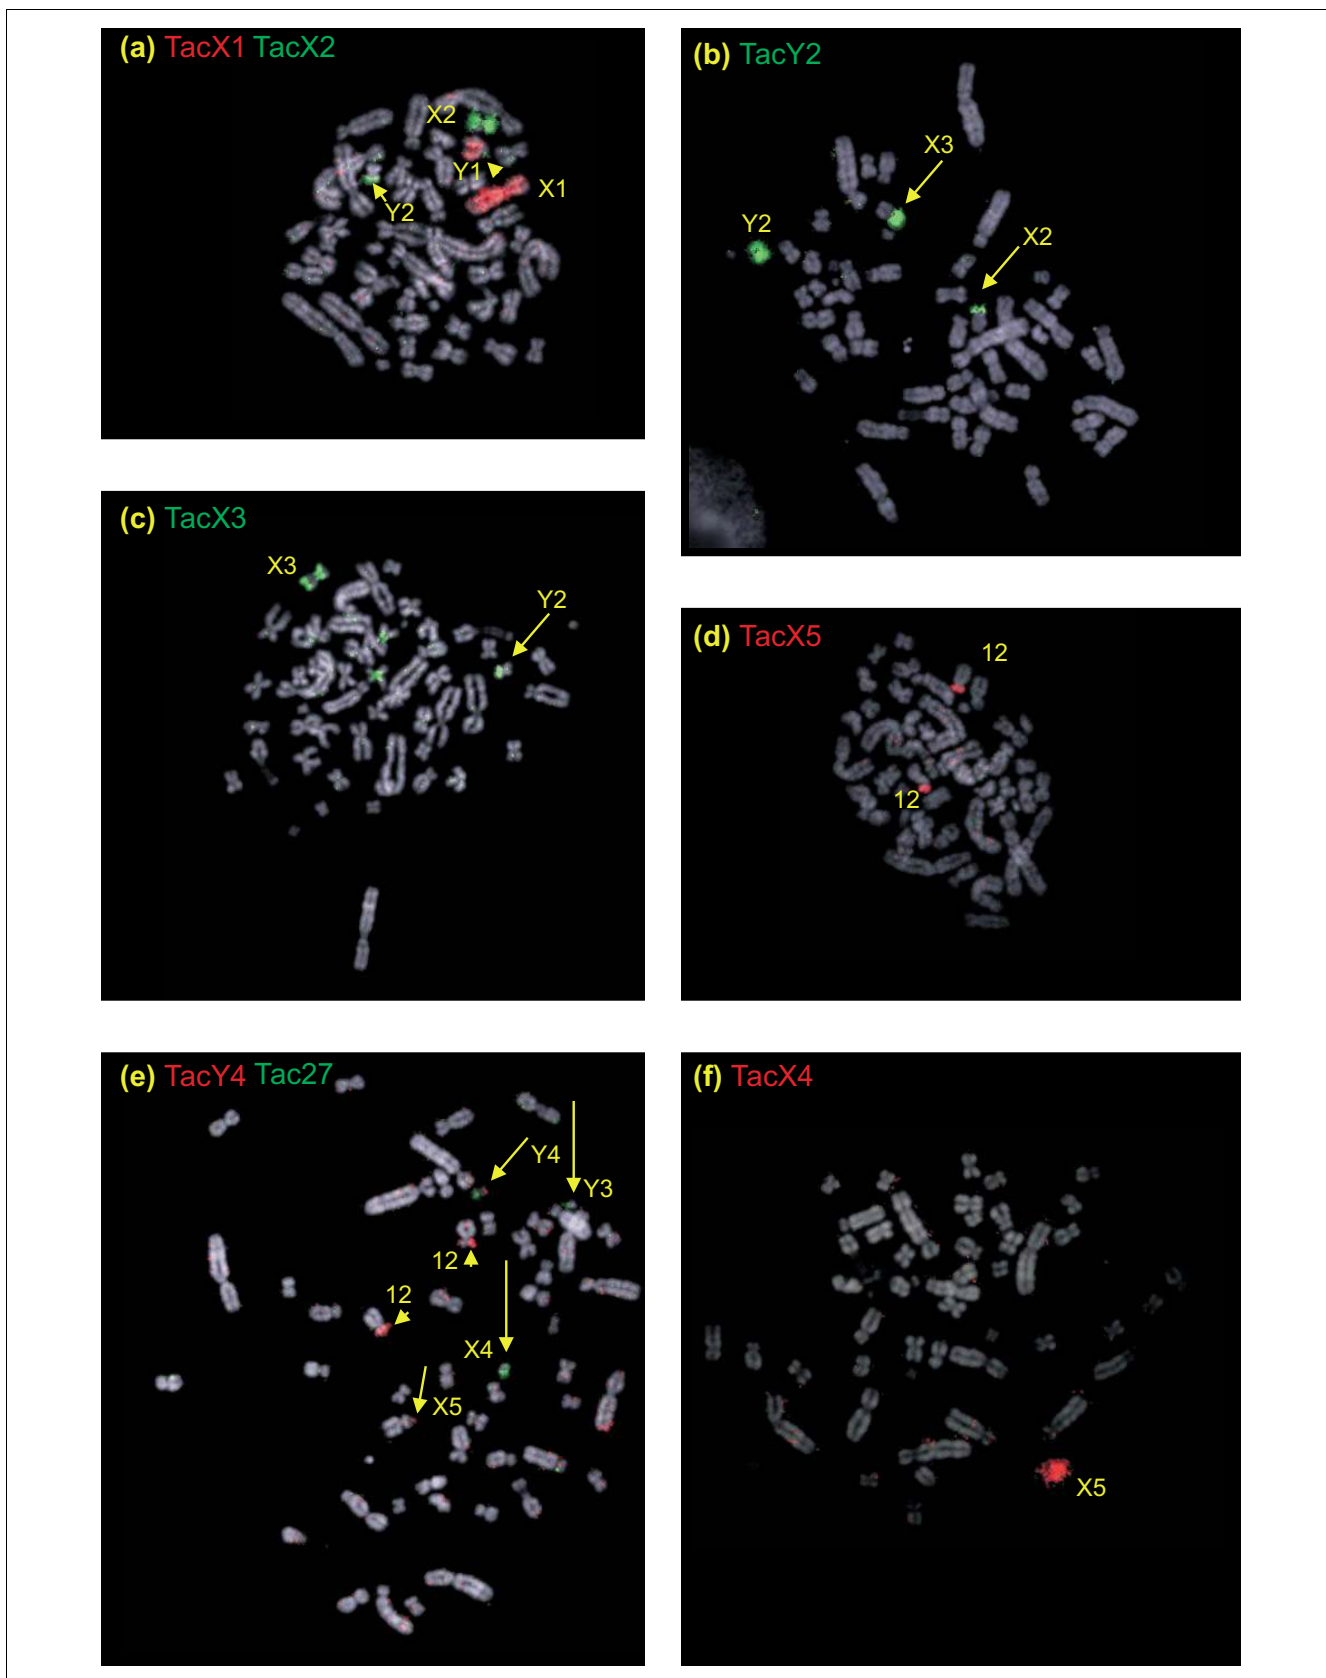 (a) TacX1 TacX2
X2
Y1
X1
Y2
(b) TacY2
X3
Y2
X2
(c) TacX3
X3
Y2
(d) TacX5
12
12
(e) TacY4 Tac27
Y4
Y3
12
12
X4
X5
(f) TacX4
X5